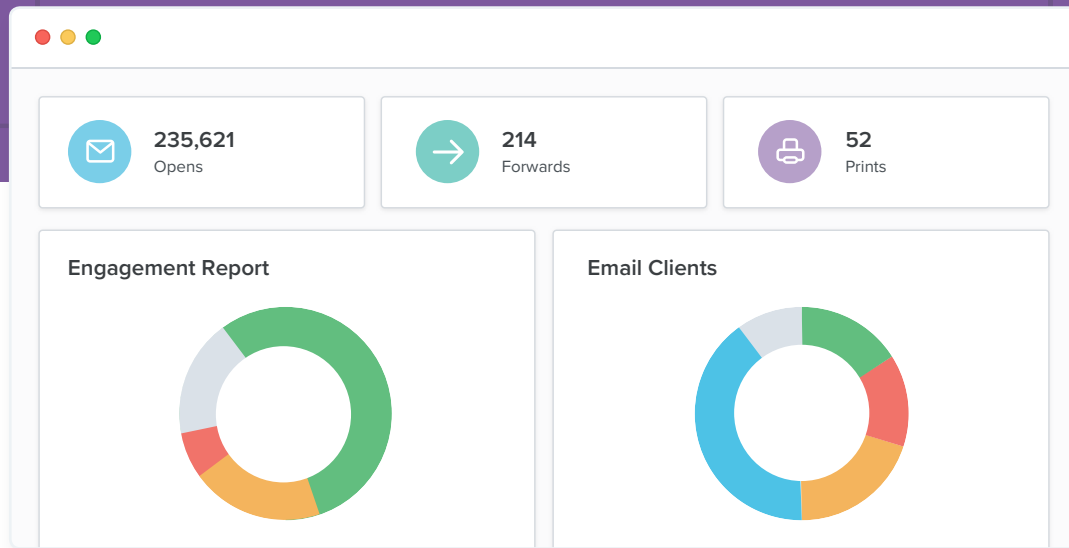 235,621
Opens
214
Forwards
52
Prints
Engagement Report
Email Clients